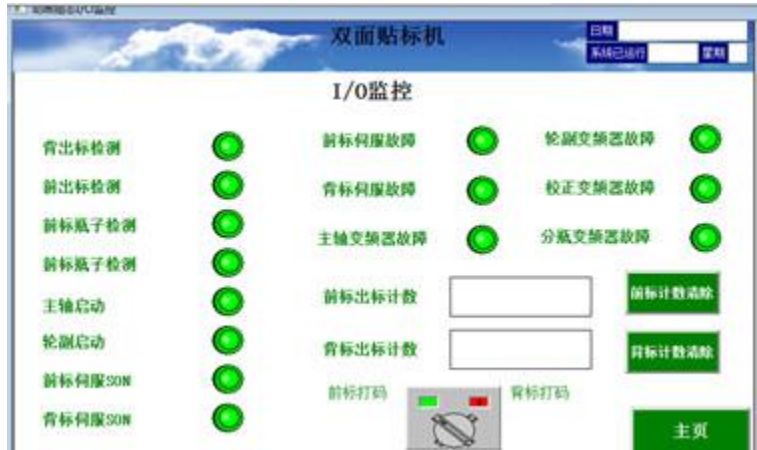 双面贴标机
日期
系统已运行
星期
I/O监控
背出标检测
前出标检测
前标瓶子检测
前标瓶子检测
主轴启动
轮副启动
前标伺服SON
背标伺服SON
前标伺服故障
背标伺服故障
主轴变频器故障
轮副变频器故障
校正变频器故障
分瓶变频器故障
前标出标计数
前标计数清除
背标出标计数
背标计数清除
前标打码
背标打码
主页